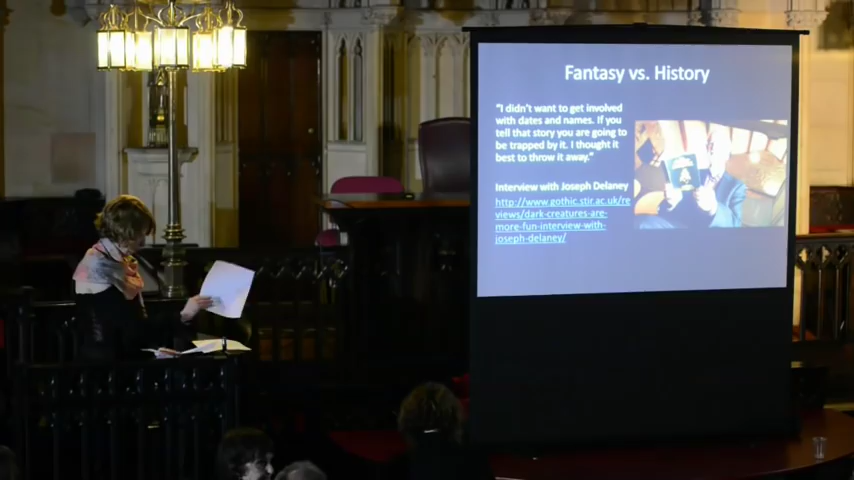 Fantasy vs. History
"I didn't want to get involved
with dates and names. If you
tell that story you are going to
be trapped by it. I thought it
best to throw it away."
Interview with Joseph Delaney
http://www.gothic.stir.ac.uk/re
views/dark-creatures-are-
more-fun-interview-with-
joseph-delaney/